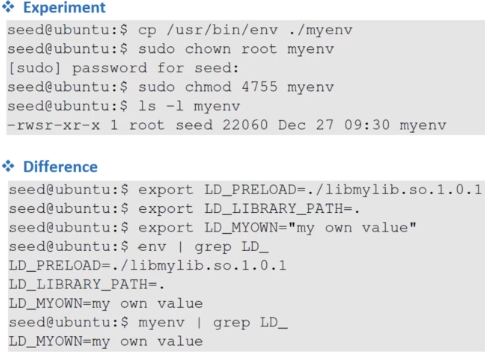 ❖ Experiment
seed@ubuntu:$ cp /usr/bin/env ./myenv
seed@ubuntu:$ sudo chown root myenv
[sudo] password for seed:
seed@ubuntu:$ sudo chmod 4755 myenv
seed@ubuntu:$ ls -l myenv
-rwsr-xr-x 1 root seed 22060 Dec 27 09:30 myenv
❖ Difference
seed@ubuntu:$ export LD_PRELOAD=./libmylib.so.1.0.1
seed@ubuntu:$ export LD_LIBRARY_PATH=.
seed@ubuntu:$ export LD_MYOWN="my own value"
seed@ubuntu:$ env | grep LD_
LD_PRELOAD=./libmylib.so.1.0.1
LD_LIBRARY_PATH=.
LD_MYOWN=my own value
seed@ubuntu:$ myenv | grep LD_
LD_MYOWN=my own value